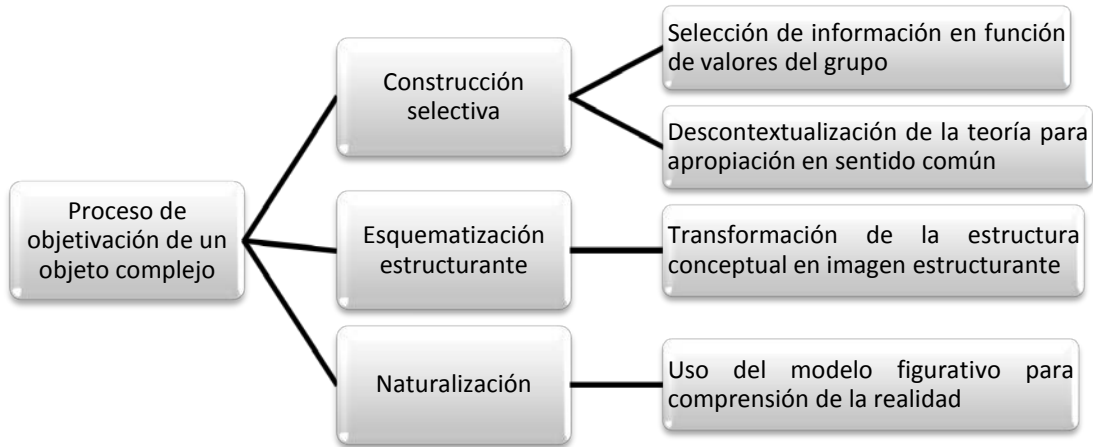 Proceso de
objetivación de un
objeto complejo
Construcción
selectiva
Selección de información en función
de valores del grupo
Descontextualización de la teoría para
apropiación en sentido común
Esquematización
estructurante
Transformación de la estructura
conceptual en imagen estructurante
Naturalización
Uso del modelo figurativo para
comprensión de la realidad